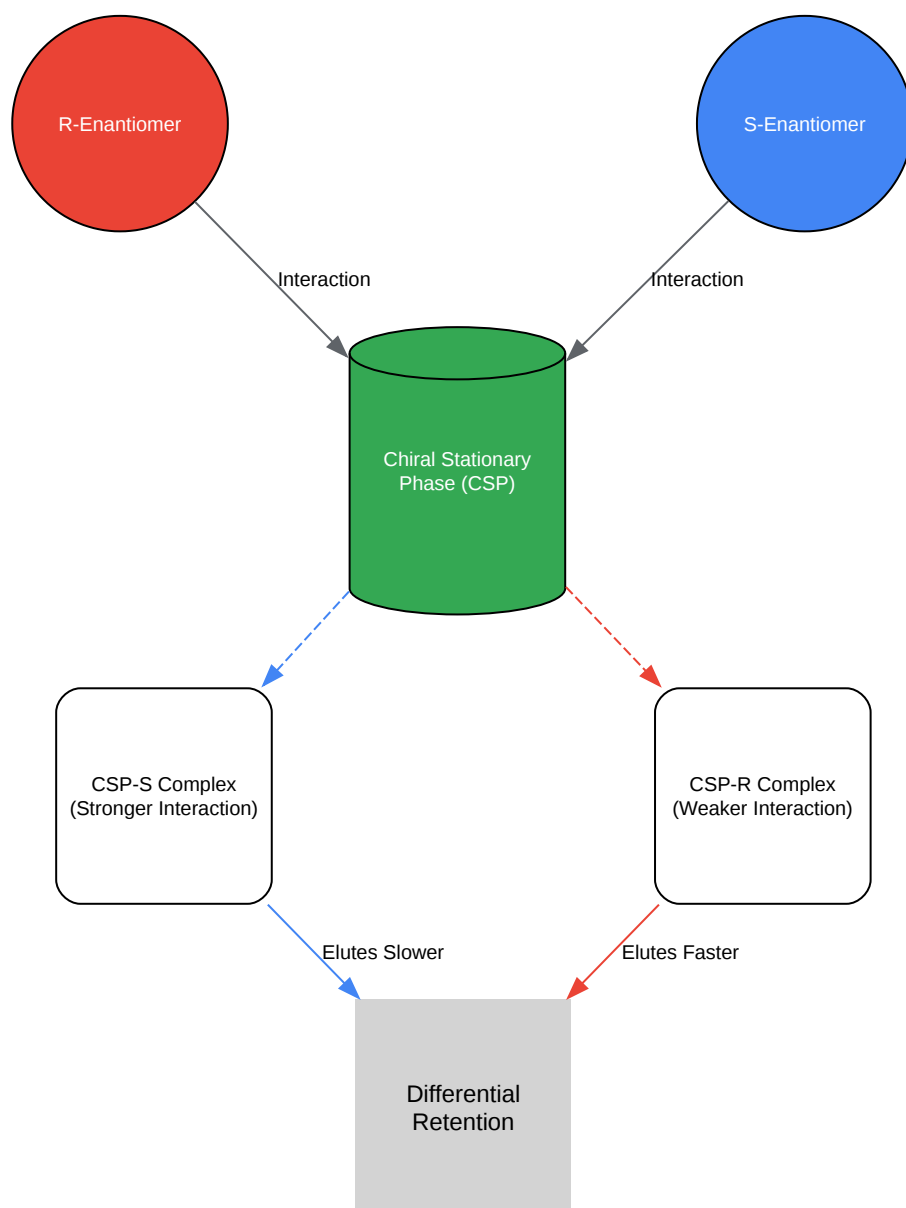 R-Enantiomer
S-Enantiomer
Interaction
Interaction
Chiral Stationary
Phase (CSP)
CSP-S Complex
(Stronger Interaction)
CSP-R Complex
(Weaker Interaction)
Elutes Slower
Elutes Faster
Differential
Retention